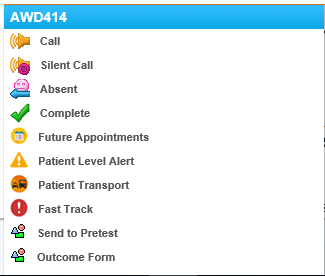 AWD414
Call
Silent Call
Absent
Complete
Future Appointments
Patient Level Alert
Patient Transport
Fast Track
Send to Pretest
Outcome Form